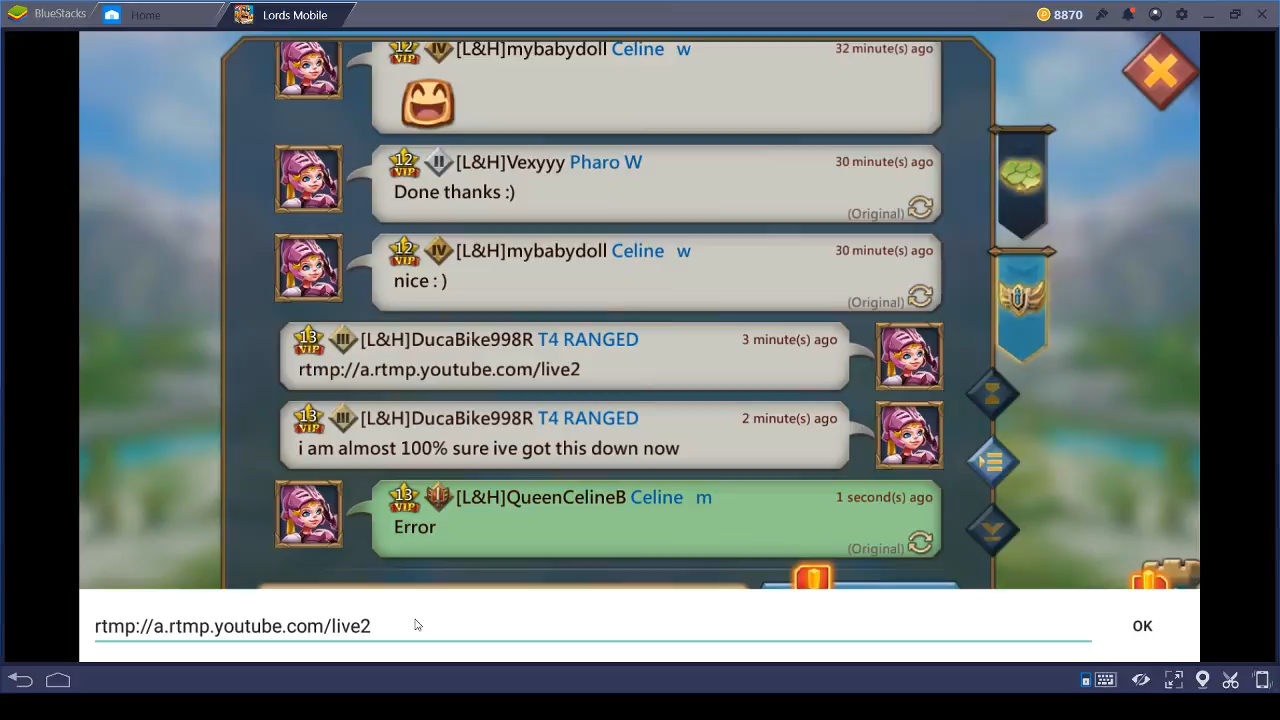 BlueStacks Home Lords Mobile 8870
12 VIP IV [L&H]mybabydoll Celine w 32 minute(s) ago
12 VIP II [L&H]Vexyyy Pharo W 30 minute(s) ago
Done thanks :)
(Original)
12 VIP IV [L&H]mybabydoll Celine w 30 minute(s) ago
nice : )
(Original)
13 VIP III [L&H]DucaBike998R T4 RANGED 3 minute(s) ago
rtmp://a.rtmp.youtube.com/live2
13 VIP III [L&H]DucaBike998R T4 RANGED 2 minute(s) ago
i am almost 100% sure ive got this down now
13 VIP [L&H]QueenCelineB Celine m 1 second(s) ago
Error
(Original)
rtmp://a.rtmp.youtube.com/live2 OK